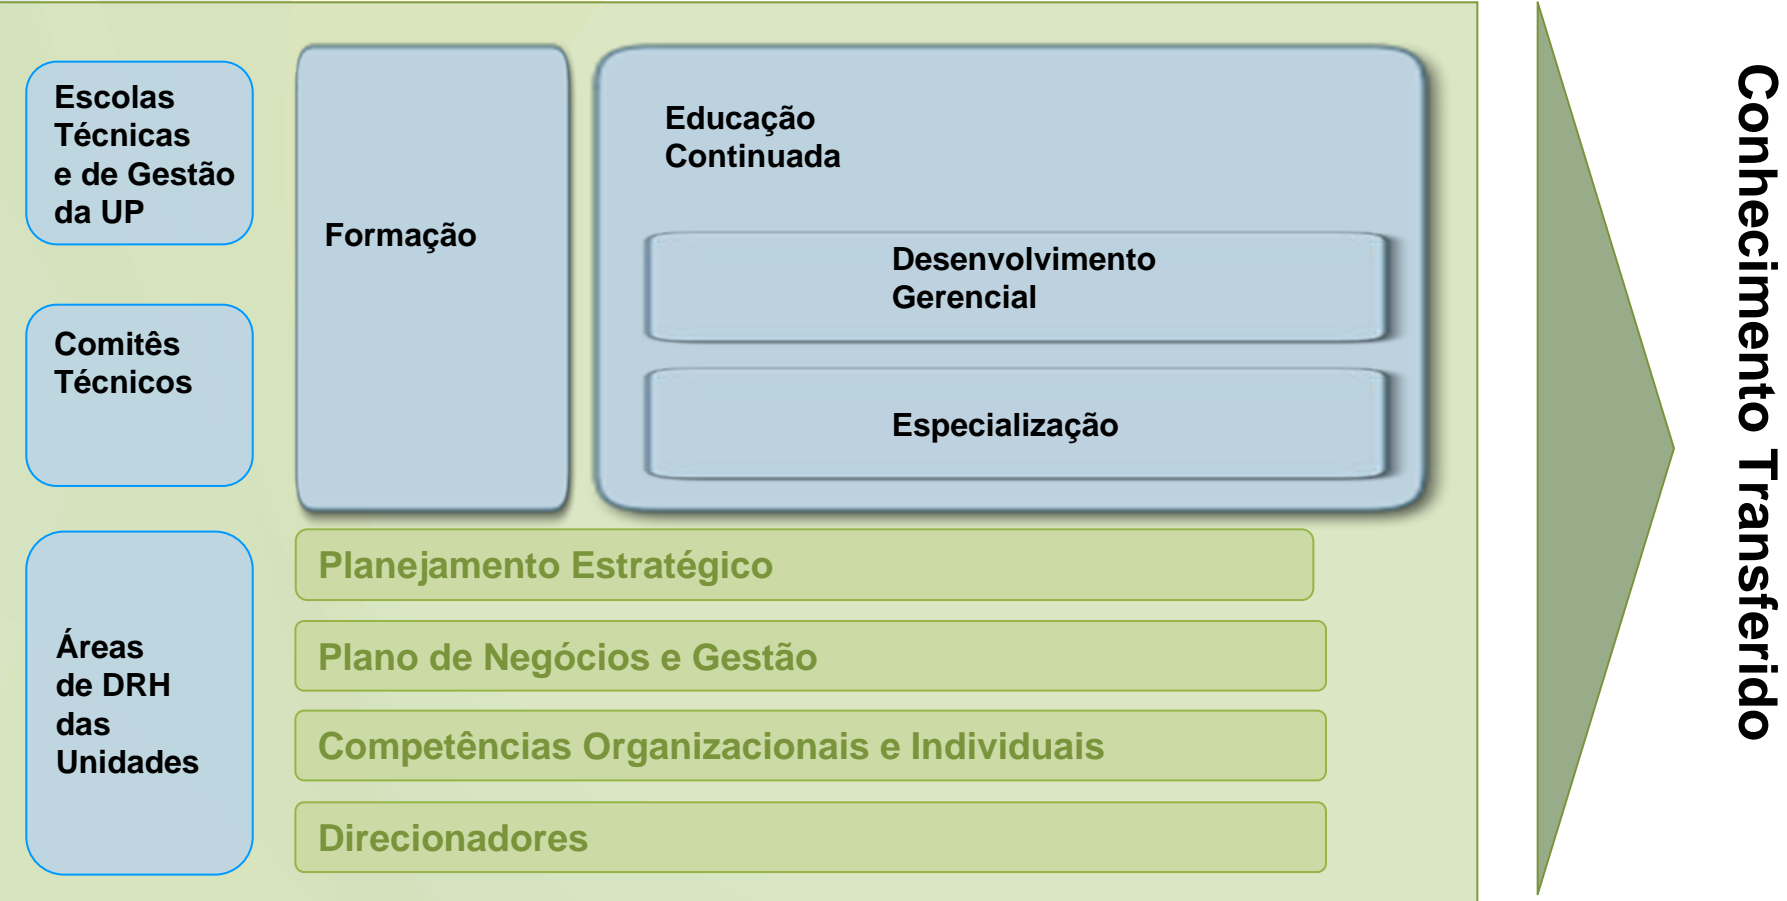 Escolas
Técnicas
e de Gestão
da UP
Comitês
Técnicos
Áreas
de DRH
das
Unidades
Formação
Educação
Continuada
Desenvolvimento
Gerencial
Especialização
Planejamento Estratégico
Plano de Negócios e Gestão
Competências Organizacionais e Individuais
Direcionadores
Conhecimento Transferido